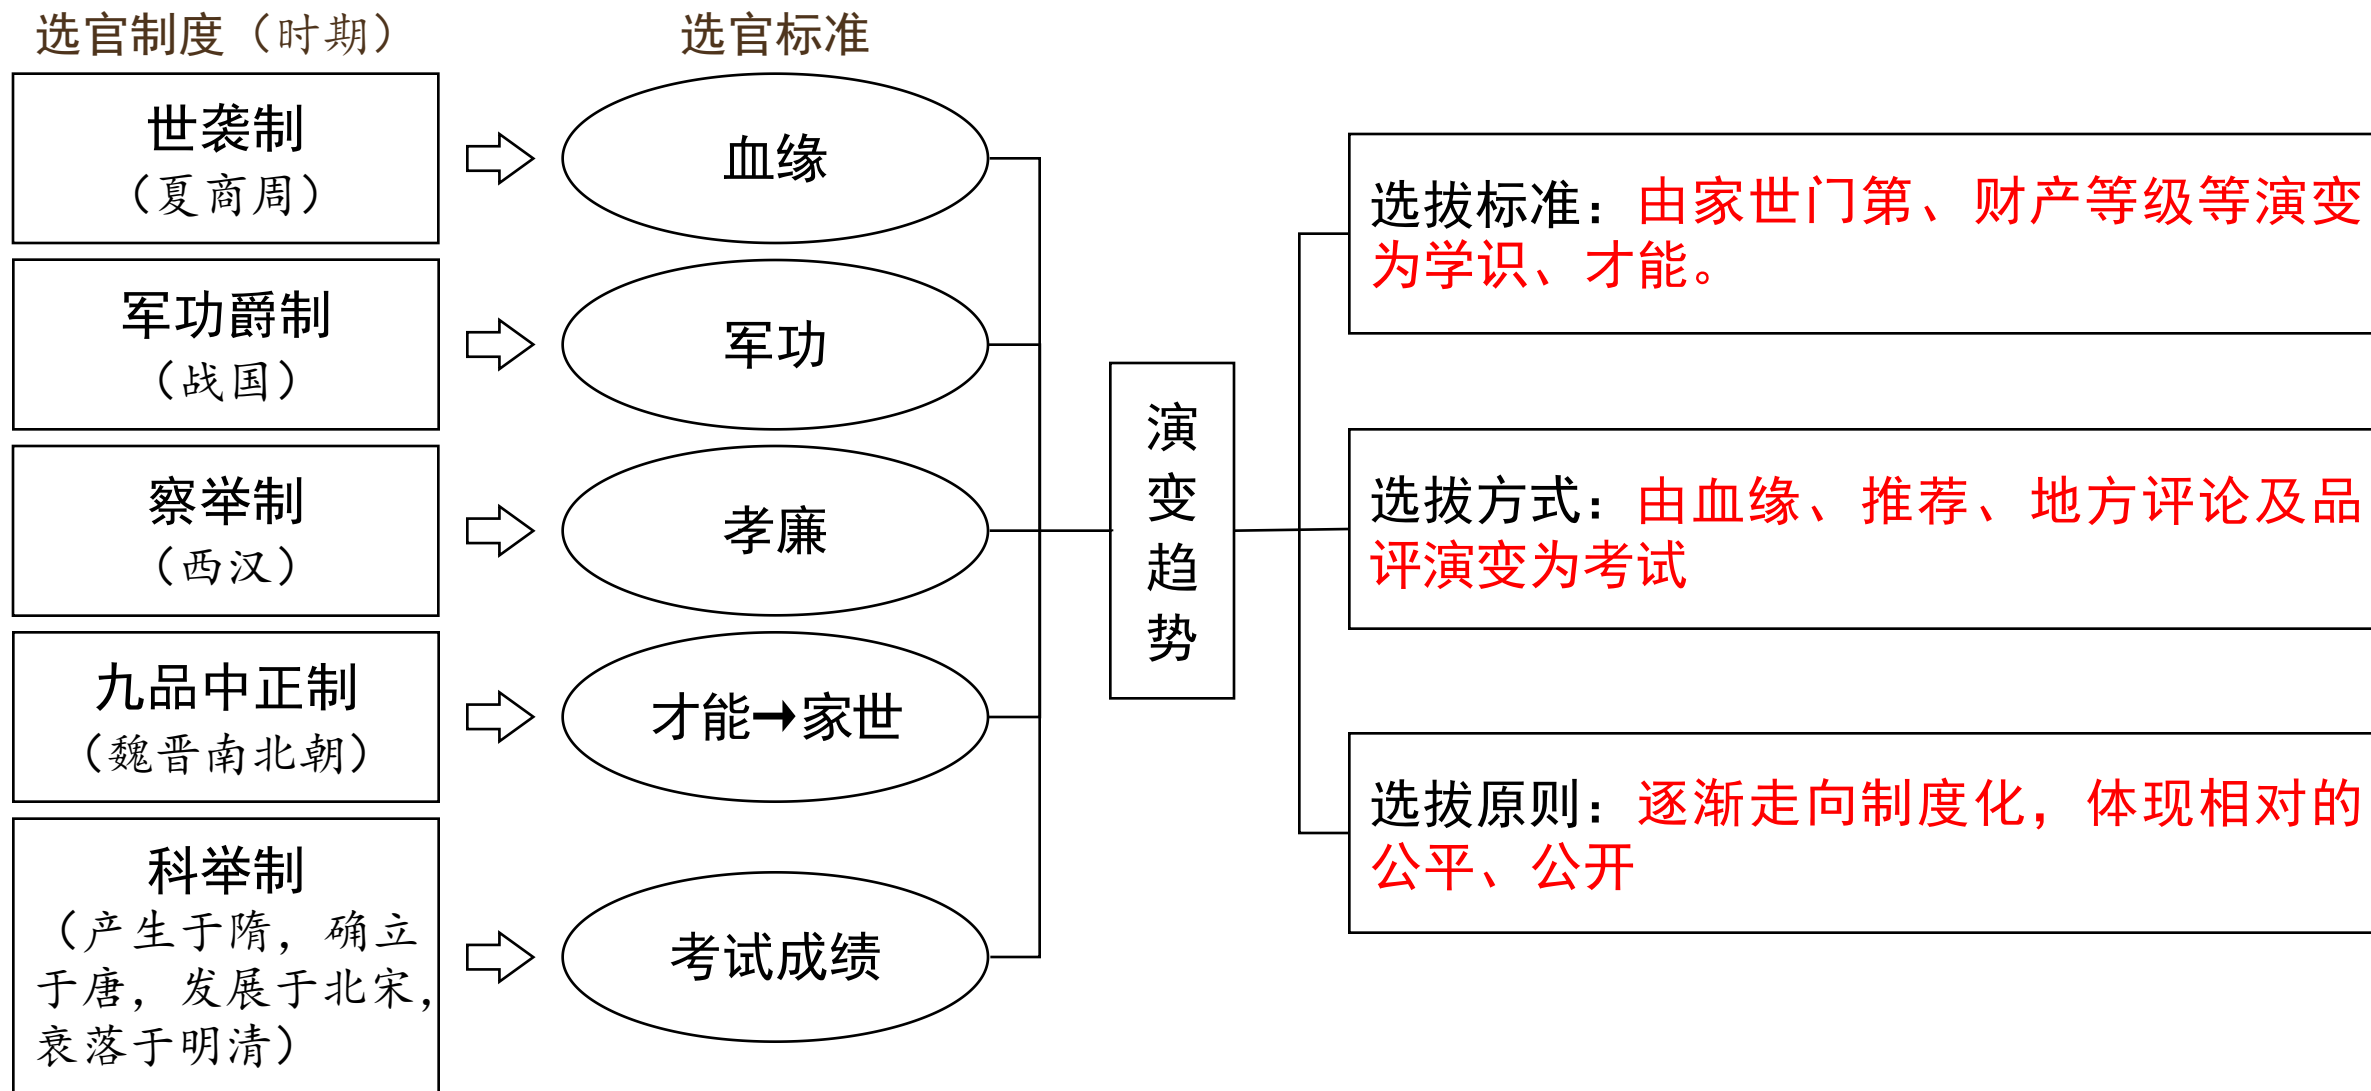 选官制度（时期）
选官标准
世袭制
（夏商周）
血缘
军功爵制
（战国）
军功
察举制
（西汉）
孝廉
九品中正制
（魏晋南北朝）
才能→家世
科举制
（产生于隋，确立
于唐，发展于北宋，
衰落于明清）
考试成绩
演
变
趋
势
选拔标准：由家世门第、财产等级等演变
为学识、才能。
选拔方式：由血缘、推荐、地方评论及品
评演变为考试
选拔原则：逐渐走向制度化，体现相对的
公平、公开